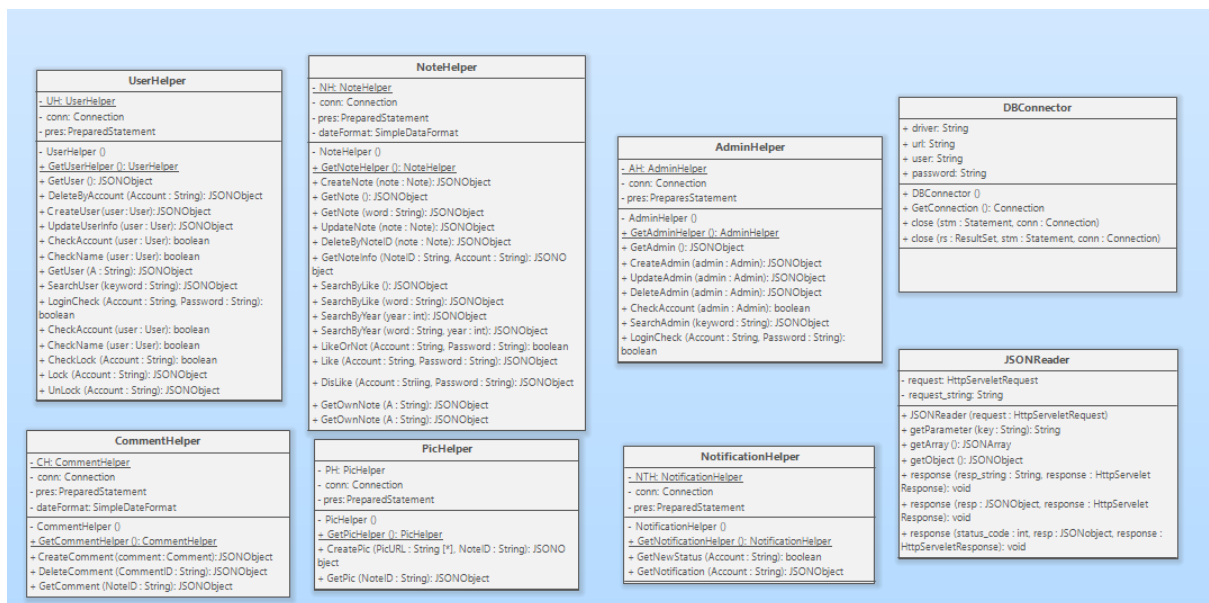 UserHelper
- UH: UserHelper
- conn: Connection
- pres: PreparedStatement
- UserHelper ()
+ GetUserHelper (): UserHelper
+ GetUser (): JSONObject
+ DeleteByAccount (Account : String): JSONObject
+ CreateUser (user : User): JSONObject
+ UpdateUserInfo (user : User): JSONObject
+ CheckAccount (user : User): boolean
+ CheckName (user : User): boolean
+ GetUser (A : String): JSONObject
+ SearchUser (keyword : String): JSONObject
+ LoginCheck (Account : String, Password : String):
boolean
+ CheckAccount (user : User): boolean
+ CheckName (user : User): boolean
+ CheckLock (Account : String): boolean
+ Lock (Account : String): JSONObject
+ UnLock (Account : String): JSONObject
NoteHelper
- NH: NoteHelper
- conn: Connection
- pres: PreparedStatement
- dateFormat: SimpleDataFormat
- NoteHelper ()
+ GetNoteHelper (): NoteHelper
+ CreateNote (note : Note): JSONObject
+ GetNote (): JSONObject
+ GetNote (word : String): JSONObject
+ UpdateNote (note : Note): JSONObject
+ DeleteByNoteID (note : Note): JSONObject
+ GetNoteInfo (NoteID : String, Account : String): JSONO
bject
+ SearchByLike (): JSONObject
+ SearchByLike (word : String): JSONObject
+ SearchByYear (year : int): JSONObject
+ SearchByYear (word : String, year : int): JSONObject
+ LikeOrNot (Account : String, Password : String): boolean
+ Like (Account : String, Password : String): JSONObject
+ DisLike (Account : Striing, Password : String): JSONObject
+ GetOwnNote (A : String): JSONObject
+ GetOwnNote (A : String): JSONObject
AdminHelper
- AH: AdminHelper
- conn: Connection
- pres: PreparesStatement
- AdminHelper ()
+ GetAdminHelper (): AdminHelper
+ GetAdmin (): JSONObject
+ CreateAdmin (admin : Admin): JSONObject
+ UpdateAdmin (admin : Admin): JSONObject
+ DeleteAdmin (admin : Admin): JSONObject
+ CheckAccount (admin : Admin): boolean
+ SearchAdmin (keyword : String): JSONObject
+ LoginCheck (Account : String, Password : String):
boolean
DBConnector
+ driver: String
+ url: String
+ user: String
+ password: String
+ DBConnector ()
+ GetConnection (): Connection
+ close (stm : Statement, conn : Connection)
+ close (rs : ResultSet, stm : Statement, conn : Connection)
CommentHelper
- CH: CommentHelper
- conn: Connection
- pres: PreparedStatement
- dateFormat: SimpleDateFormat
- CommentHelper ()
+ GetCommentHelper (): CommentHelper
+ CreateComment (comment : Comment): JSONObject
+ DeleteComment (CommentID : String): JSONObject
+ GetComment (NoteID : String): JSONObject
PicHelper
- PH: PicHelper
- conn: Connection
- pres: PreparedStatement
- PicHelper ()
+ GetPicHelper (): PicHelper
+ CreatePic (PicURL : String [*], NoteID : String): JSONO
bject
+ GetPic (NoteID : String): JSONObject
NotificationHelper
- NTH: NotificationHelper
- conn: Connection
- pres: PreparedStatement
- NotificationHelper ()
+ GetNotificationHelper (): NotificationHelper
+ GetNewStatus (Account : String): boolean
+ GetNotification (Account : String): JSONObject
JSONReader
- request: HttpServeletRequest
- request_string: String
+ JSONReader (request : HttpServeletRequest)
+ getParameter (key : String): String
+ getArray (): JSONArray
+ getObject (): JSONObject
+ response (resp_string : String, response : HttpServelet
Response): void
+ response (resp : JSONObject, response : HttpServelet
Response): void
+ response (status_code : int, resp : JSONobject, response :
HttpServeletResponse): void